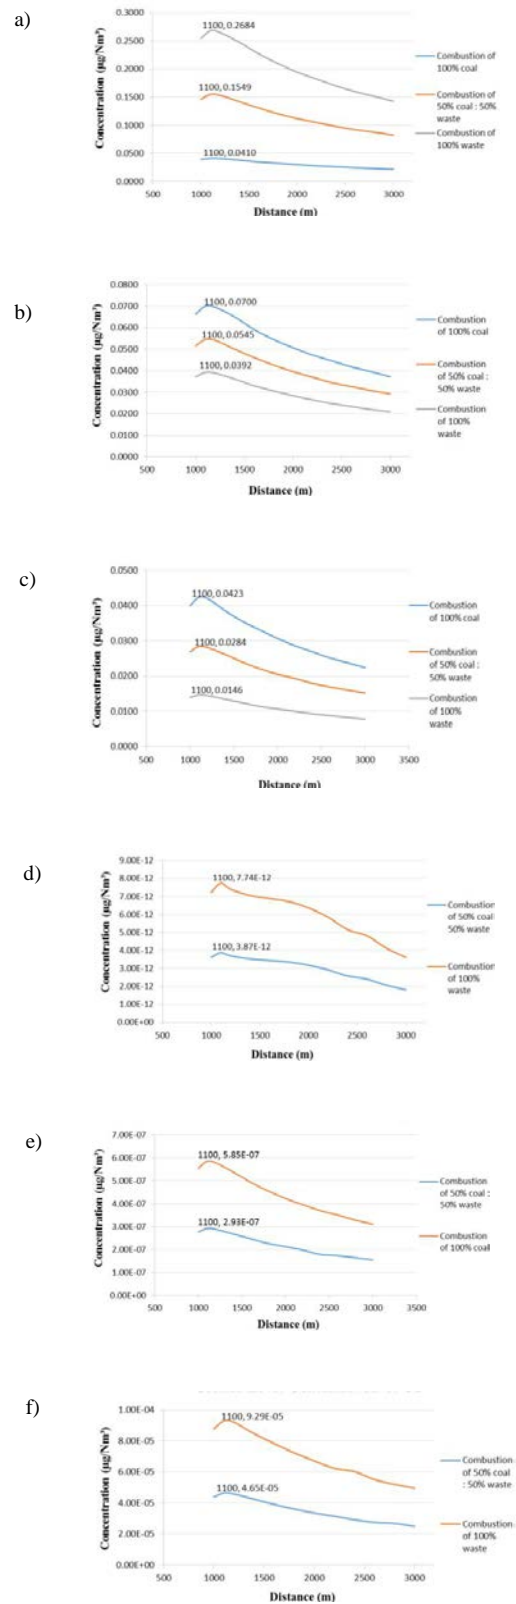 a)
Concentration (µg/Nm³)
0.3000
0.2500
0.2000
0.1500
0.1000
0.0500
0.0000
1100, 0.2684
1100, 0.1549
1100, 0.0410
500
1000
1500
2000
2500
3000
Distance (m)
Combustion of
100% coal
Combustion of
50% coal : 50%
waste
Combustion of
100% waste
b)
Concentration (µg/Nm³)
0.0800
0.0700
0.0600
0.0500
0.0400
0.0300
0.0200
0.0100
0.0000
1100, 0.0700
1100, 0.0545
1100, 0.0392
500
1000
1500
2000
2500
3000
Distance (m)
Combustion
of 100% coal
Combustion
of 50% coal :
50% waste
Combustion
of 100%
waste
c)
Concentration (µg/Nm³)
0.0500
0.0400
0.0300
0.0200
0.0100
0.0000
1100, 0.0423
1100, 0.0284
1100, 0.0146
500
1000
1500
2000
2500
3000
3500
Distance (m)
Combustion
of 100% coal
Combustion
of 50% coal :
50% waste
Combustion
of 100%
waste
d)
Concentration (µg/Nm³)
9.00E-12
8.00E-12
7.00E-12
6.00E-12
5.00E-12
4.00E-12
3.00E-12
2.00E-12
1.00E-12
0.00E+00
1100, 7.74E-12
1100, 3.87E-12
500
1000
1500
2000
2500
3000
Distance (m)
Combustion
of 50% coal
50% waste
Combustion
of 100%
waste
e)
Concentration (µg/Nm³)
7.00E-07
6.00E-07
5.00E-07
4.00E-07
3.00E-07
2.00E-07
1.00E-07
0.00E+00
1100, 5.85E-07
1100, 2.93E-07
500
1000
1500
2000
2500
3000
3500
Distance (m)
Combustion
of 50% coal :
50% waste
Combustion
of 100% coal
f)
Concentration (µg/Nm³)
1.00E-04
8.00E-05
6.00E-05
4.00E-05
2.00E-05
0.00E+00
1100, 9.29E-05
1100, 4.65E-05
500
1000
1500
2000
2500
3000
Distance (m)
Combustion
of 50% coal
: 50% waste
Combustion
of 100%
waste